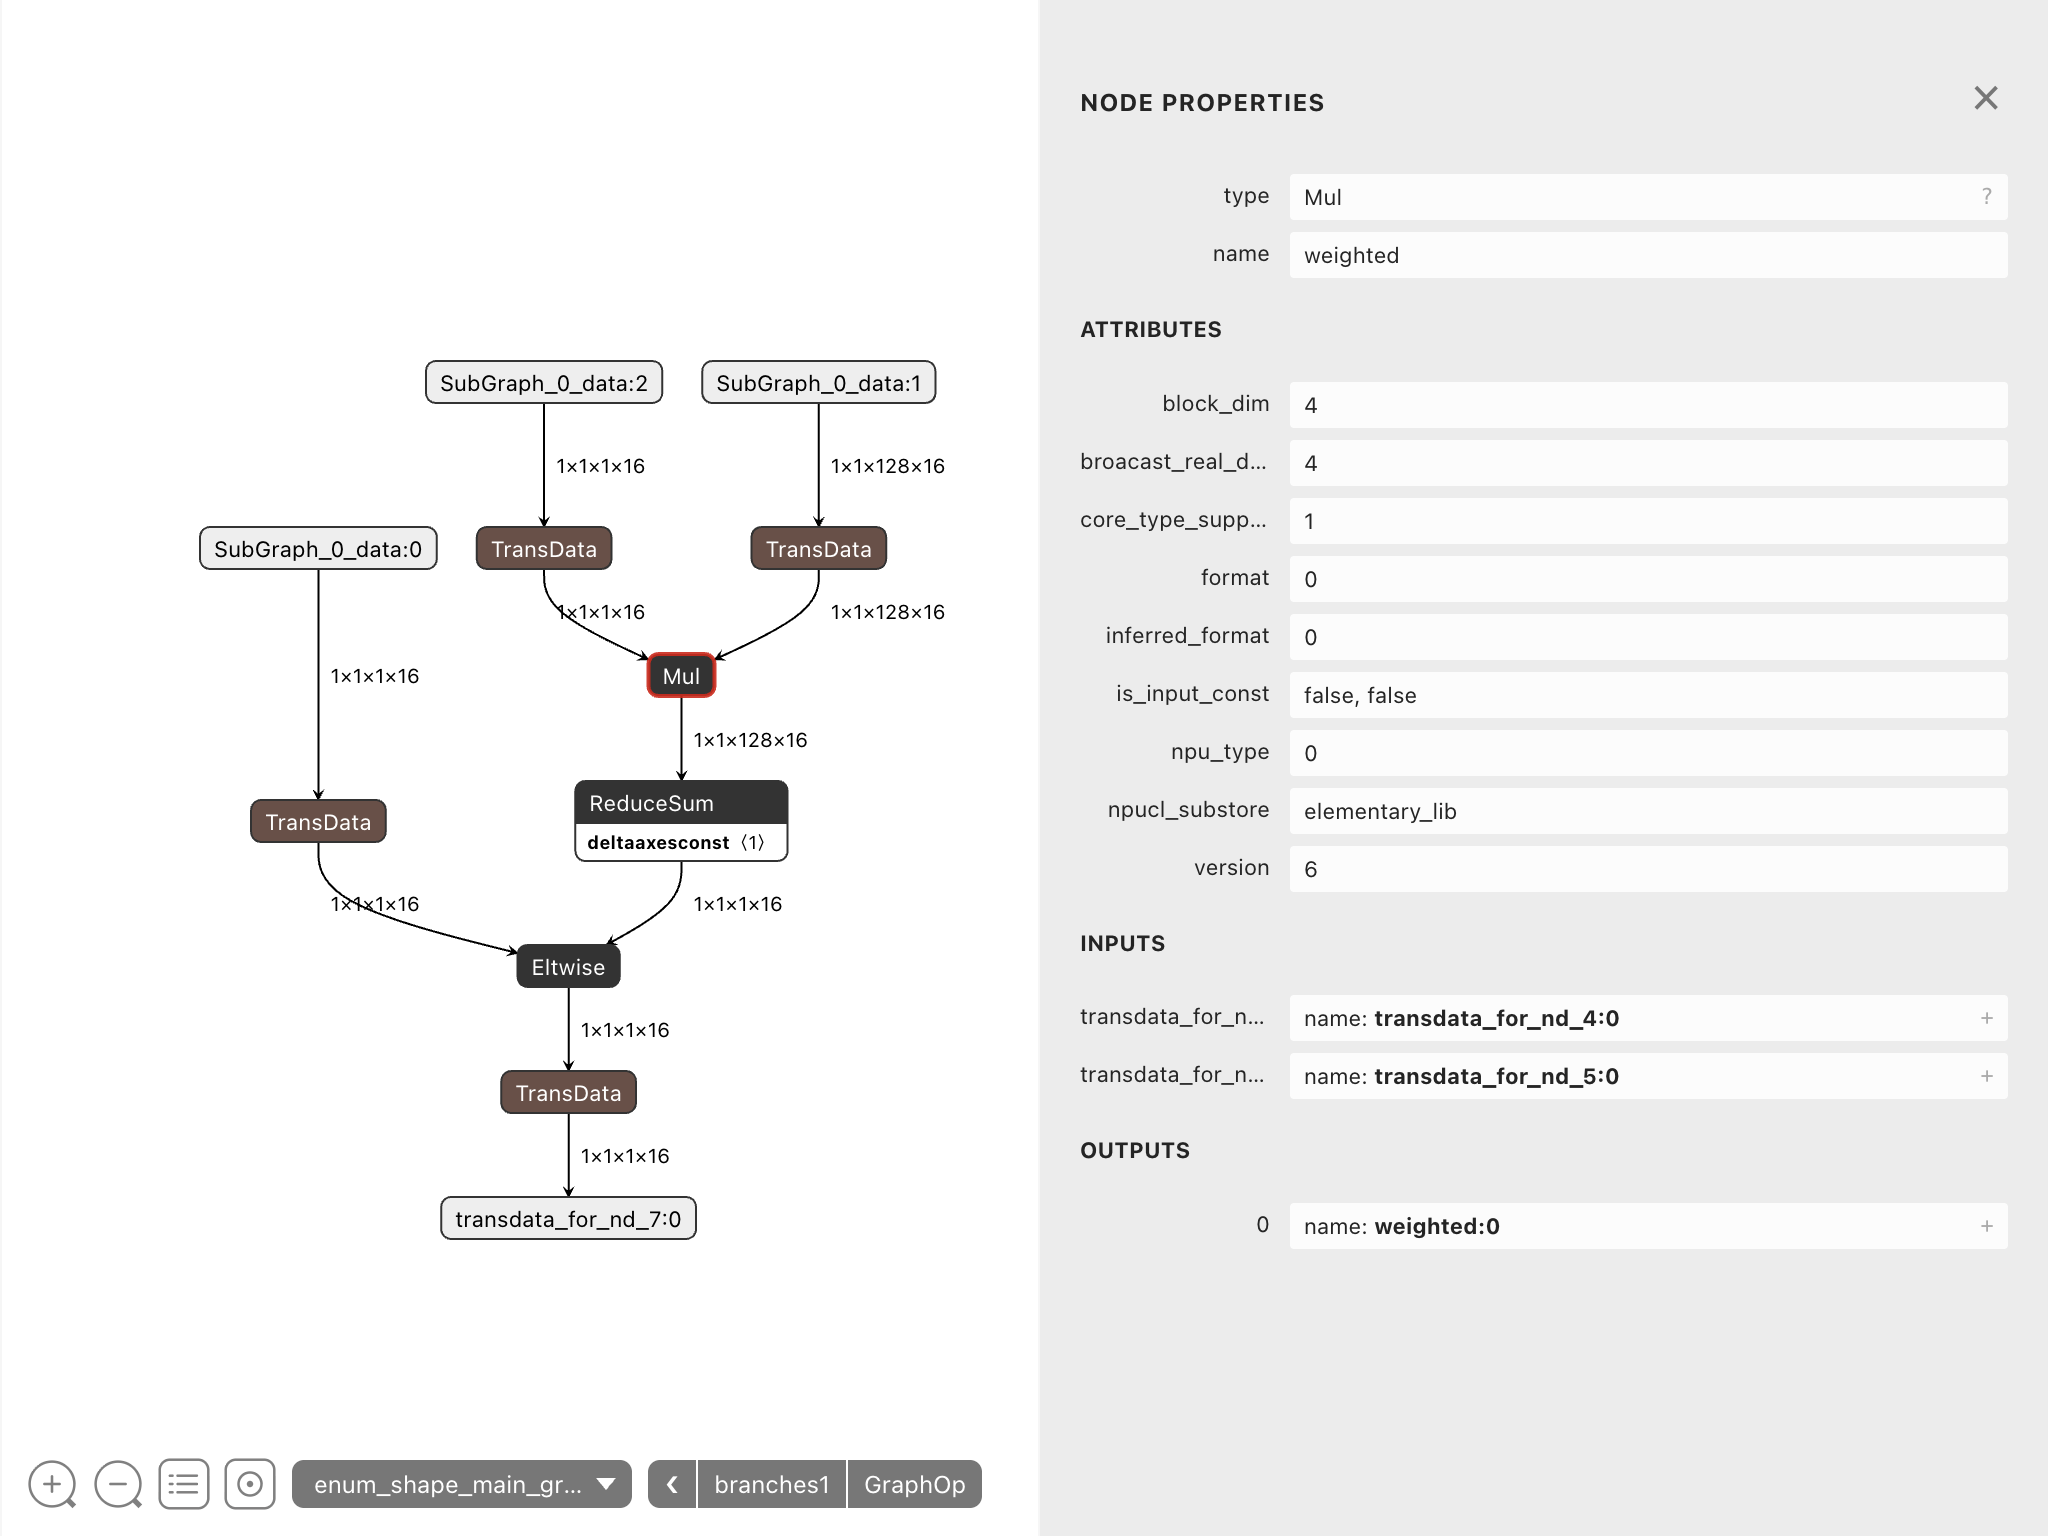 SubGraph_0_data:2
SubGraph_0_data:1
1×1×1×16
1×1×128×16
SubGraph_0_data:0
TransData
TransData
1×1×1×16
1×1×128×16
1×1×1×16
Mul
1×1×128×16
TransData
ReduceSum
deltaaxesconst 〈1〉
1×1×1×16
1×1×1×16
Eltwise
1×1×1×16
TransData
1×1×1×16
transdata_for_nd_7:0
enum_shape_main_gr...
❮ branches1 GraphOp
NODE PROPERTIES
type Mul ?
name weighted
ATTRIBUTES
block_dim 4
broacast_real_d... 4
core_type_supp... 1
format 0
inferred_format 0
is_input_const false, false
npu_type 0
npucl_substore elementary_lib
version 6
INPUTS
transdata_for_n... name: transdata_for_nd_4:0 +
transdata_for_n... name: transdata_for_nd_5:0 +
OUTPUTS
0 name: weighted:0 +